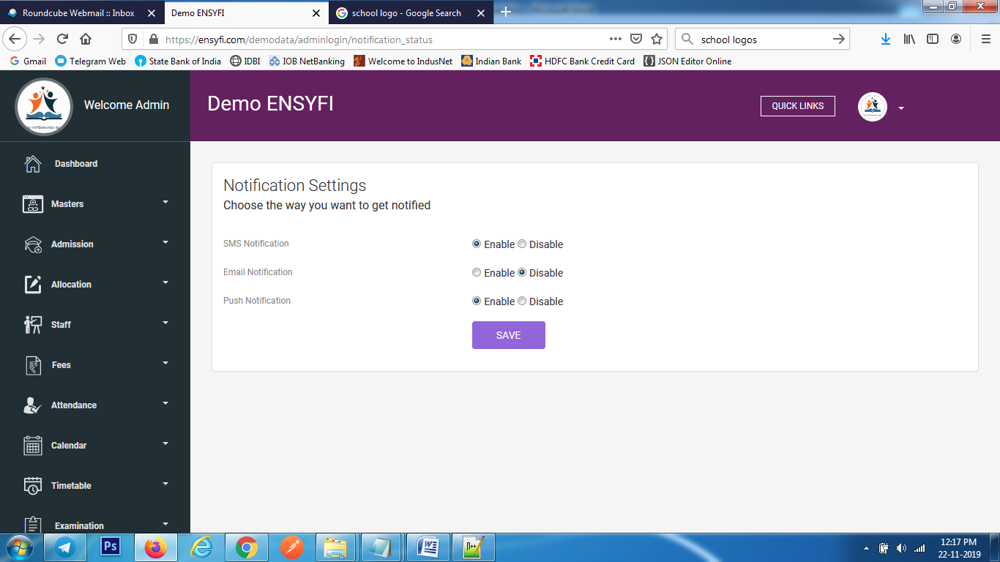 Roundcube Webmail :: Inbox
Demo ENSYFI
school logo - Google Search
https://ensyfi.com/demodata/adminlogin/notification_status
school logos
Gmail
Telegram Web
State Bank of India
IDBI
IOB NetBanking
Welcome to IndusNet
Indian Bank
HDFC Bank Credit Card
JSON Editor Online
Welcome Admin
Demo ENSYFI
QUICK LINKS
Dashboard
Masters
Admission
Allocation
Staff
Fees
Attendance
Calendar
Timetable
Examination
Notification Settings
Choose the way you want to get notified
SMS Notification Enable Disable
Email Notification Enable Disable
Push Notification Enable Disable
SAVE
Ps
12:17 PM
22-11-2019